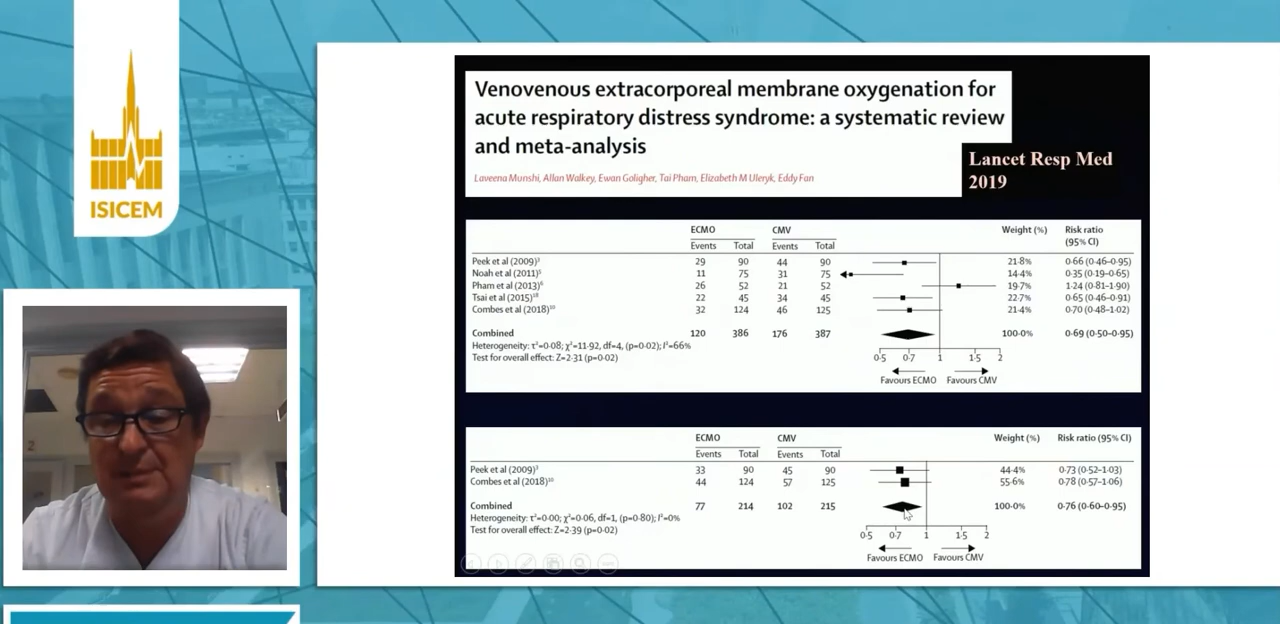 ISICEM
Venovenous extracorporeal membrane oxygenation for
acute respiratory distress syndrome: a systematic review
and meta-analysis
Laveena Munshi, Allan Walkey, Ewan Goligher, Tai Pham, Elizabeth M Uleryk, Eddy Fan
Lancet Resp Med
2019
ECMO CMV Weight (%) Risk ratio
(95% CI)
Events Total Events Total
Peek et al (2009)³ 29 90 44 90 21·8% 0·66 (0·46–0·95)
Noah et al (2011)⁵ 11 75 31 75 14·4% 0·35 (0·19–0·65)
Pham et al (2013)⁶ 26 52 21 52 19·7% 1·24 (0·81–1·90)
Tsai et al (2015)¹⁸ 22 45 34 45 22·7% 0·65 (0·46–0·91)
Combes et al (2018)¹⁰ 32 124 46 125 21·4% 0·70 (0·48–1·02)
Combined 120 386 176 387 100·0% 0·69 (0·50–0·95)
Heterogeneity: τ²=0·08; χ²=11·92, df=4, (p=0·02); I²=66%
Test for overall effect: Z=2·31 (p=0·02)
0·5 0·7 1 1·5 2
Favours ECMO Favours CMV
ECMO CMV Weight (%) Risk ratio (95% CI)
Events Total Events Total
Peek et al (2009)³ 33 90 45 90 44·4% 0·73 (0·52–1·03)
Combes et al (2018)¹⁰ 44 124 57 125 55·6% 0·78 (0·57–1·06)
Combined 77 214 102 215 100·0% 0·76 (0·60–0·95)
Heterogeneity: τ²=0·00; χ²=0·06, df=1, (p=0·80); I²=0%
Test for overall effect: Z=2·39 (p=0·02)
0·5 0·7 1 1·5 2
Favours ECMO Favours CMV